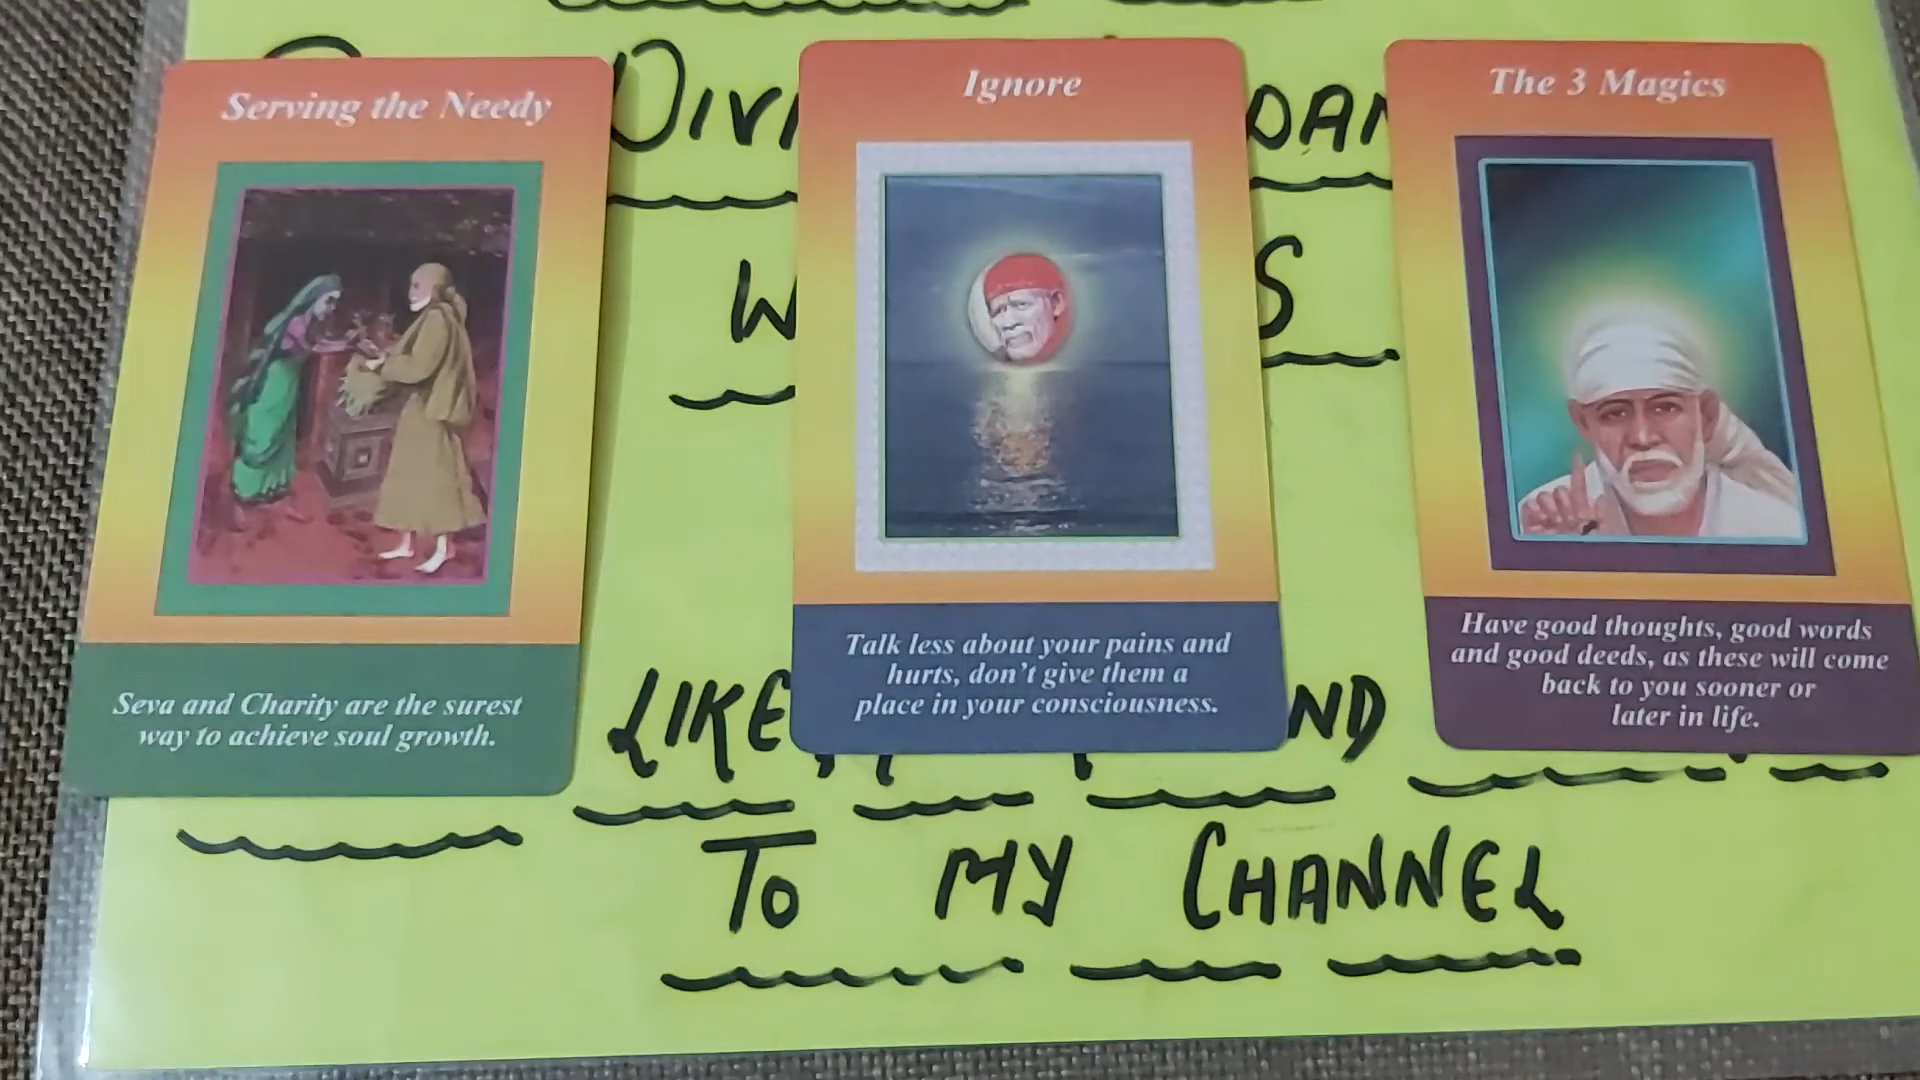 Serving the Needy
Seva and Charity are the surest
way to achieve soul growth.
Ignore
Talk less about your pains and
hurts, don't give them a
place in your consciousness.
The 3 Magics
Have good thoughts, good words
and good deeds, as these will come
back to you sooner or
later in life.
TO MY CHANNEL